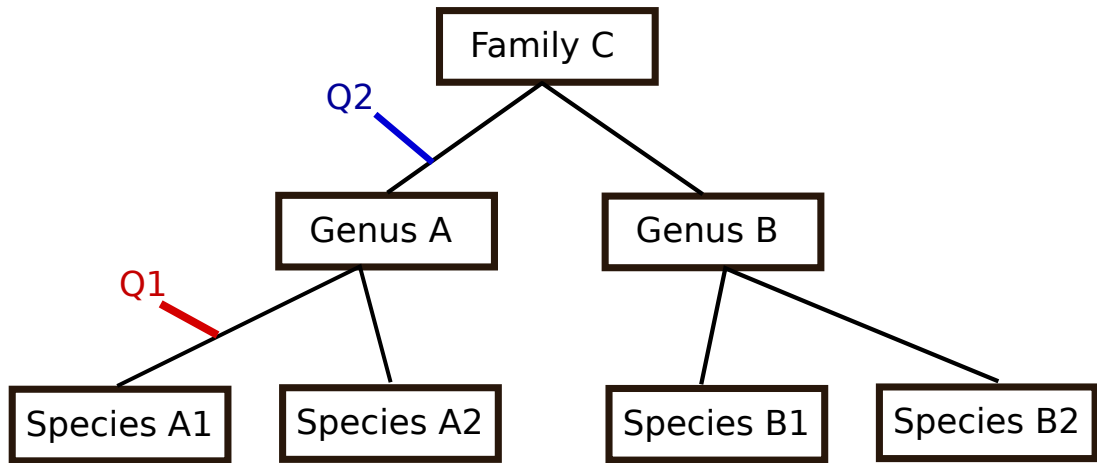 Family C
Q2
Genus A
Genus B
Q1
Species A1
Species A2
Species B1
Species B2